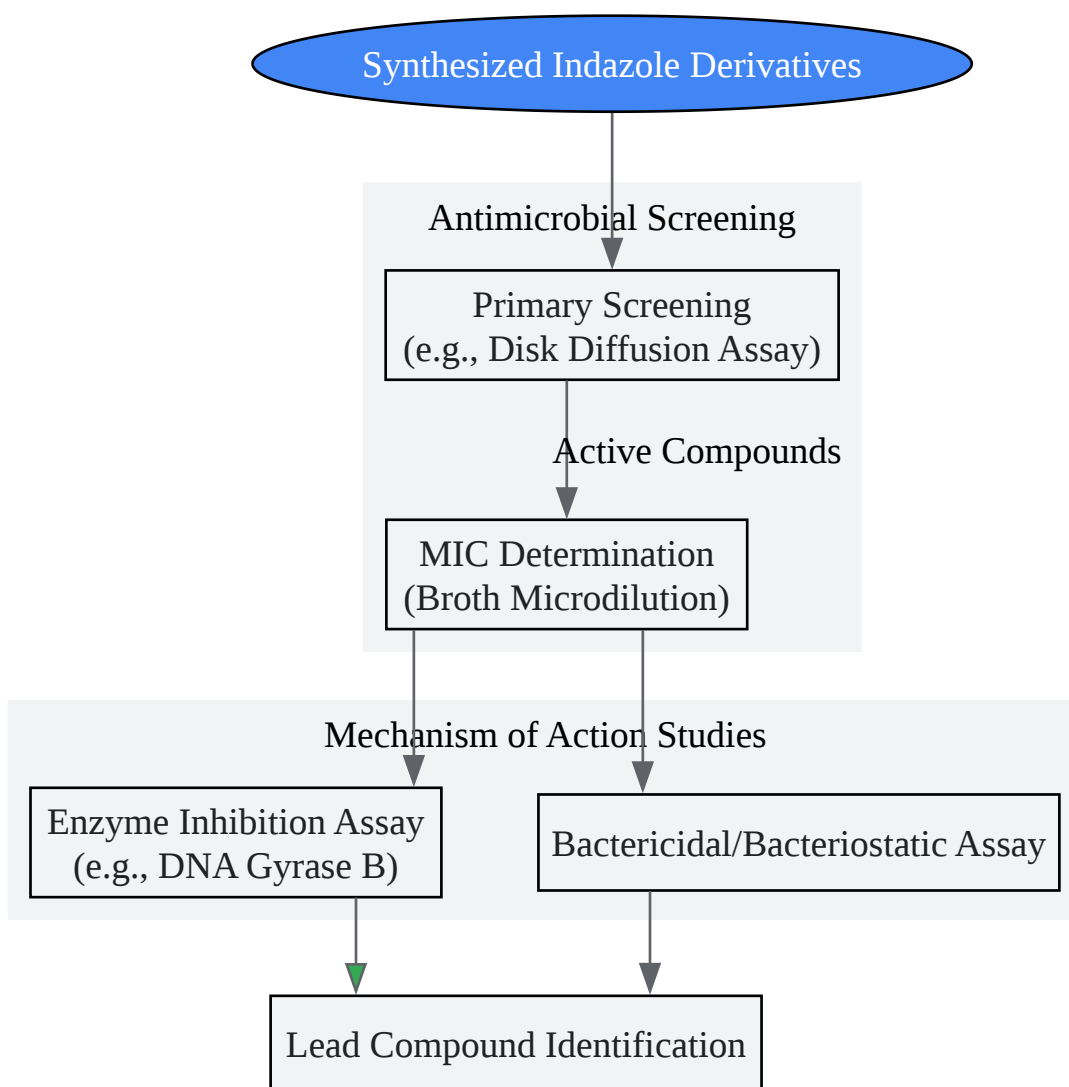 Synthesized Indazole Derivatives
Antimicrobial Screening
Primary Screening
(e.g., Disk Diffusion Assay)
Active Compounds
MIC Determination
(Broth Microdilution)
Mechanism of Action Studies
Enzyme Inhibition Assay
(e.g., DNA Gyrase B)
Bactericidal/Bacteriostatic Assay
Lead Compound Identification